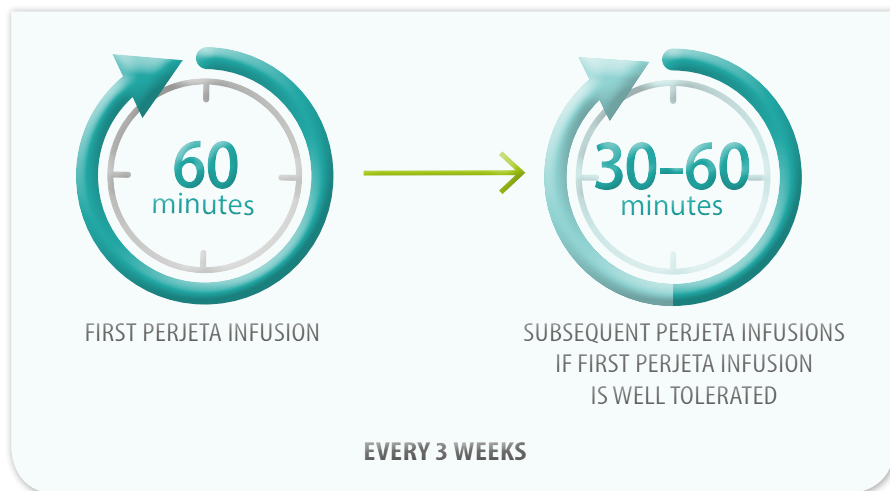 60
minutes
FIRST PERJETA INFUSION
30–60
minutes
SUBSEQUENT PERJETA INFUSIONS
IF FIRST PERJETA INFUSION
IS WELL TOLERATED
EVERY 3 WEEKS